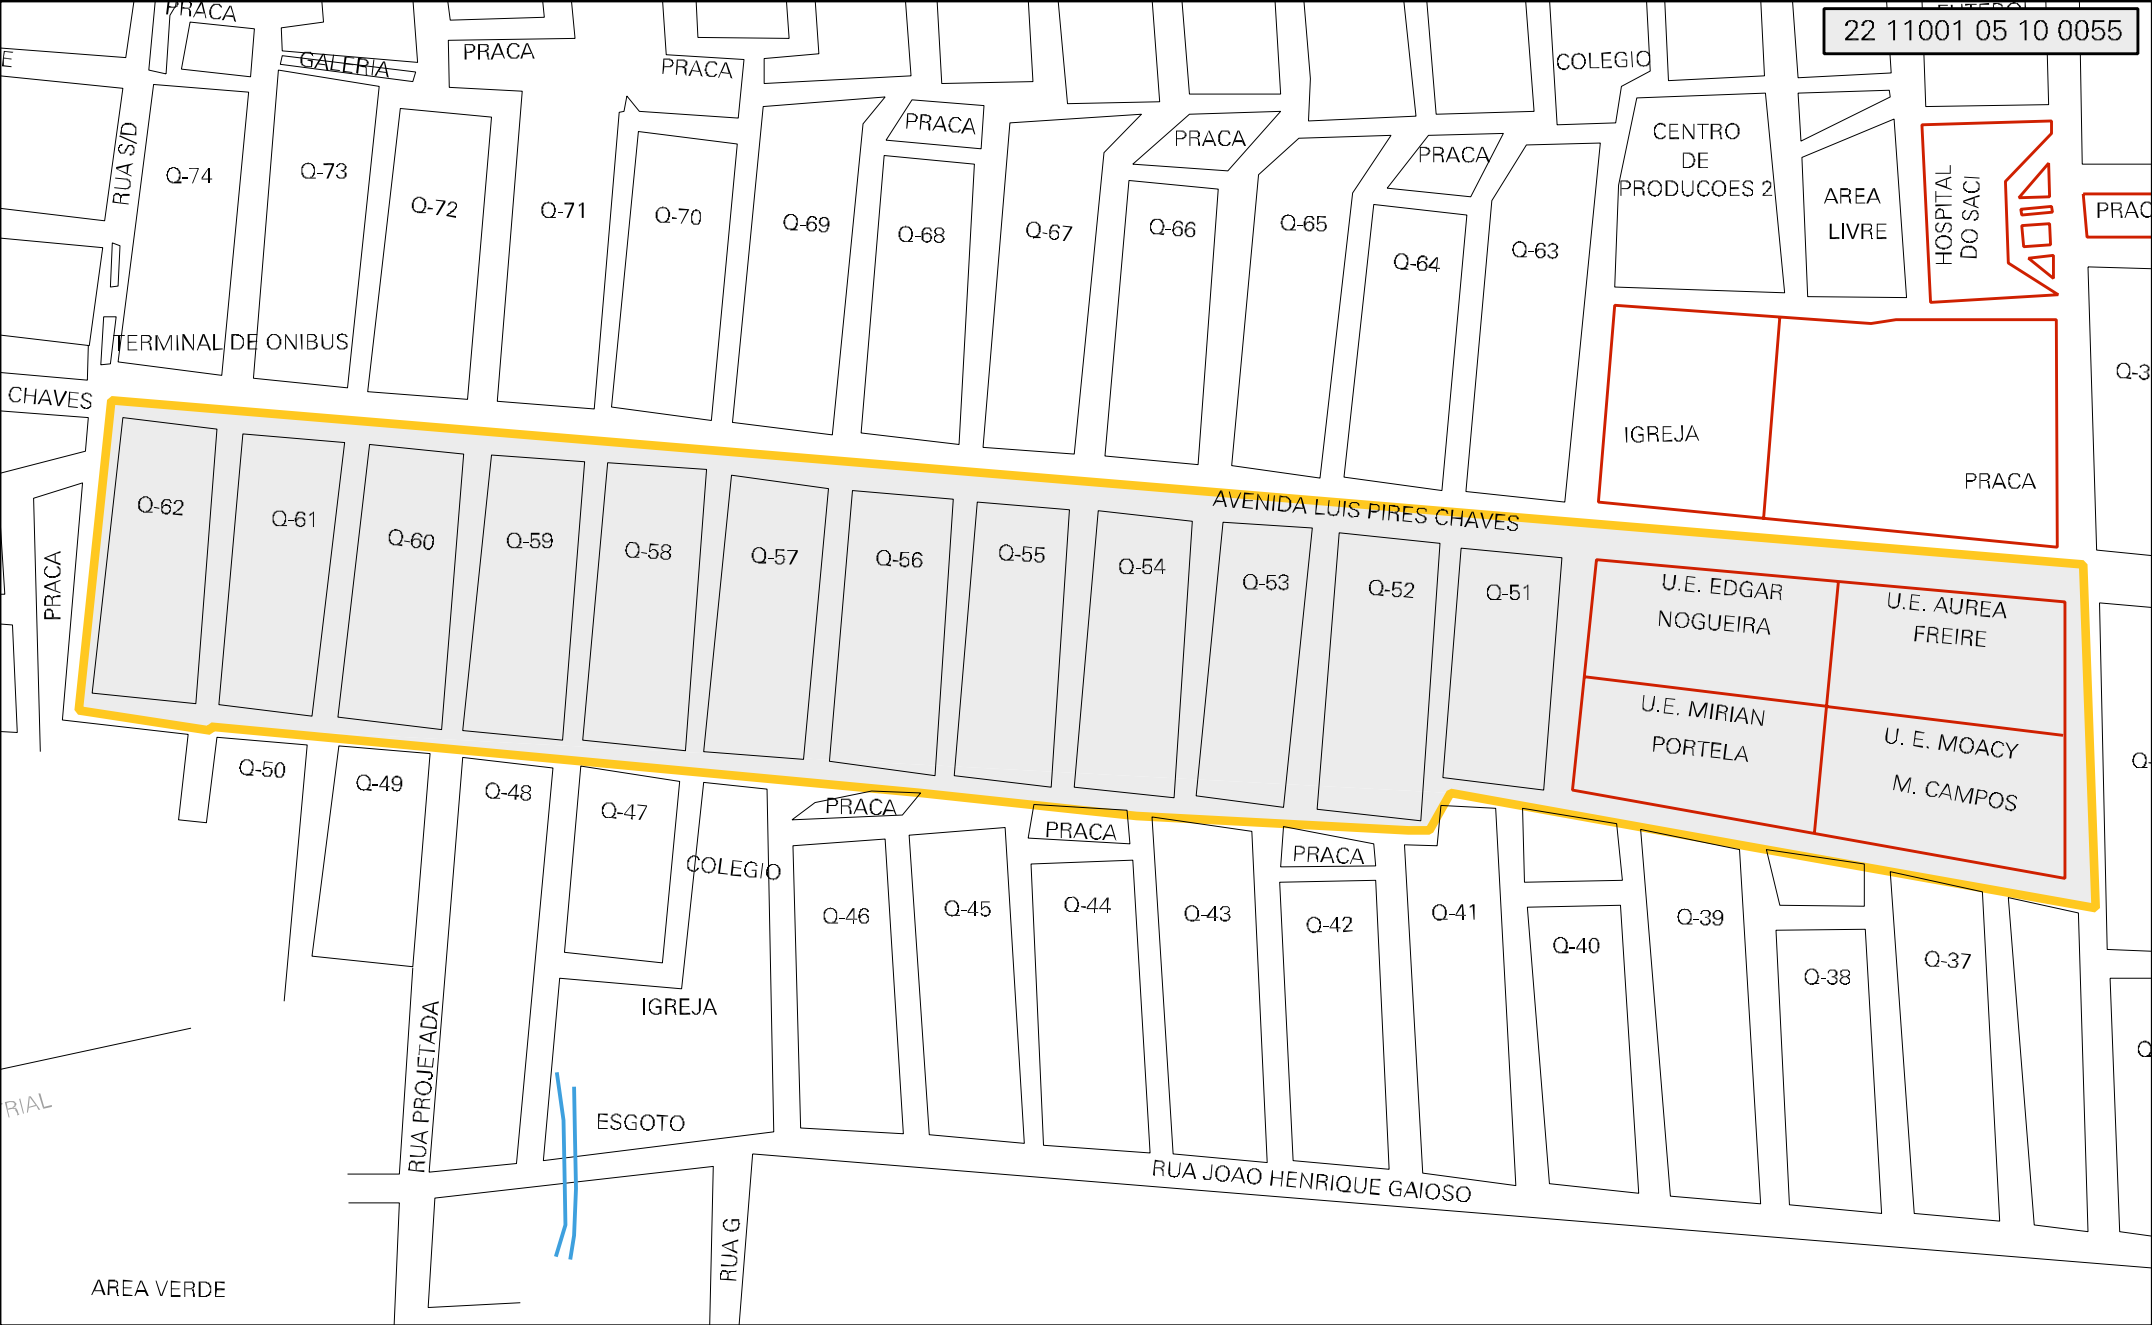 PRACA
22 11001 05 10 0055
E
GALERIA
PRACA
PRACA
COLEGIO
RUA S/D
Q-74
Q-73
Q-72
Q-71
Q-70
Q-69
PRACA
Q-68
Q-67
PRACA
Q-66
Q-65
PRACA
Q-64
Q-63
CENTRO
DE
PRODUCOES 2
AREA
LIVRE
HOSPITAL
DO SACI
PRAC
TERMINAL DE ONIBUS
Q-3
CHAVES
IGREJA
PRACA
AVENIDA LUIS PIRES CHAVES
PRACA
Q-62
Q-61
Q-60
Q-59
Q-58
Q-57
Q-56
Q-55
Q-54
Q-53
Q-52
Q-51
U.E. EDGAR
NOGUEIRA
U.E. AUREA
FREIRE
U.E. MIRIAN
PORTELA
U. E. MOACY
M. CAMPOS
Q-
Q-50
Q-49
Q-48
Q-47
COLEGIO
PRACA
PRACA
PRACA
Q-46
Q-45
Q-44
Q-43
Q-42
Q-41
Q-40
Q-39
Q-38
Q-37
Q
IGREJA
RUA PROJETADA
RIAL
ESGOTO
RUA JOAO HENRIQUE GAIOSO
RUA G
AREA VERDE